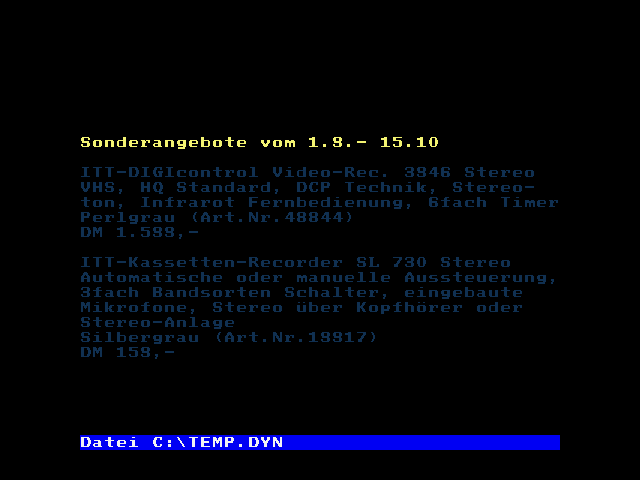 Sonderangebote vom 1.8.- 15.10
ITT-DIGIcontrol Video-Rec. 3846 Stereo
VHS, HQ Standard, DCP Technik, Stereo-
ton, Infrarot Fernbedienung, 6fach Timer
Perlgrau (Art.Nr.48844)
DM 1.588,-
ITT-Kassetten-Recorder SL 730 Stereo
Automatische oder manuelle Aussteuerung,
3fach Bandsorten Schalter, eingebaute
Mikrofone, Stereo über Kopfhörer oder
Stereo-Anlage
Silbergrau (Art.Nr.18817)
DM 158,-
Datei C:\TEMP.DYN